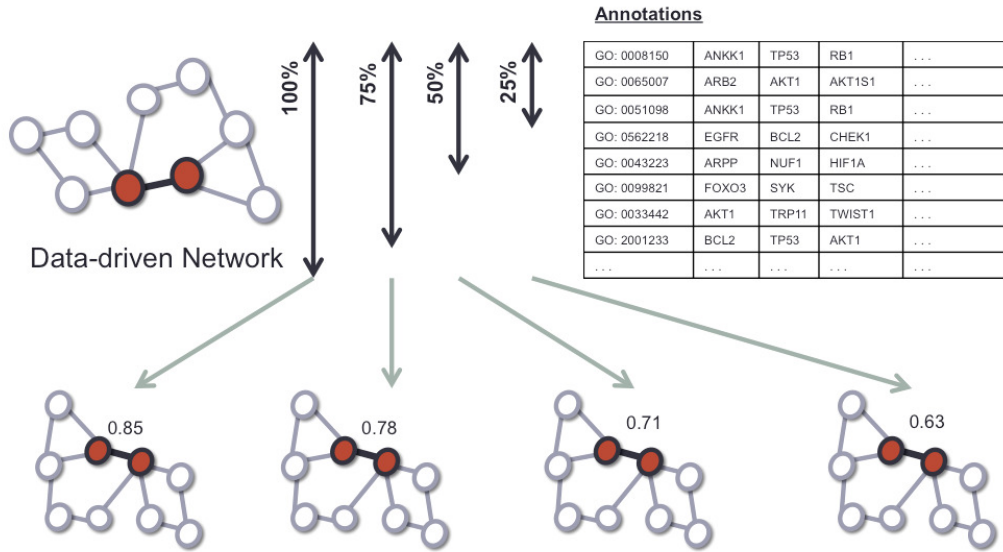 Annotations
100%
75%
50%
25%
GO: 0008150 ANKK1 TP53 RB1 . . .
GO: 0065007 ARB2 AKT1 AKT1S1 . . .
GO: 0051098 ANKK1 TP53 RB1 . . .
GO: 0562218 EGFR BCL2 CHEK1 . . .
GO: 0043223 ARPP NUF1 HIF1A . . .
GO: 0099821 FOXO3 SYK TSC . . .
GO: 0033442 AKT1 TRP11 TWIST1 . . .
GO: 2001233 BCL2 TP53 AKT1 . . .
. . . . . . . . . . . . . . .
Data-driven Network
0.85
0.78
0.71
0.63